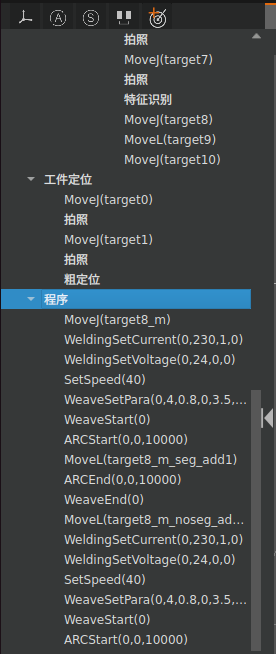 A S
拍照
MoveJ(target7)
拍照
特征识别
MoveJ(target8)
MoveL(target9)
MoveJ(target10)
工件定位
MoveJ(target0)
拍照
MoveJ(target1)
拍照
粗定位
程序
MoveJ(target8_m)
WeldingSetCurrent(0,230,1,0)
WeldingSetVoltage(0,24,0,0)
SetSpeed(40)
WeaveSetPara(0,4,0.8,0,3.5,...
WeaveStart(0)
ARCStart(0,0,10000)
MoveL(target8_m_seg_add1)
ARCEnd(0,0,10000)
WeaveEnd(0)
MoveL(target8_m_noseg_ad...
WeldingSetCurrent(0,230,1,0)
WeldingSetVoltage(0,24,0,0)
SetSpeed(40)
WeaveSetPara(0,4,0.8,0,3.5,...
WeaveStart(0)
ARCStart(0,0,10000)